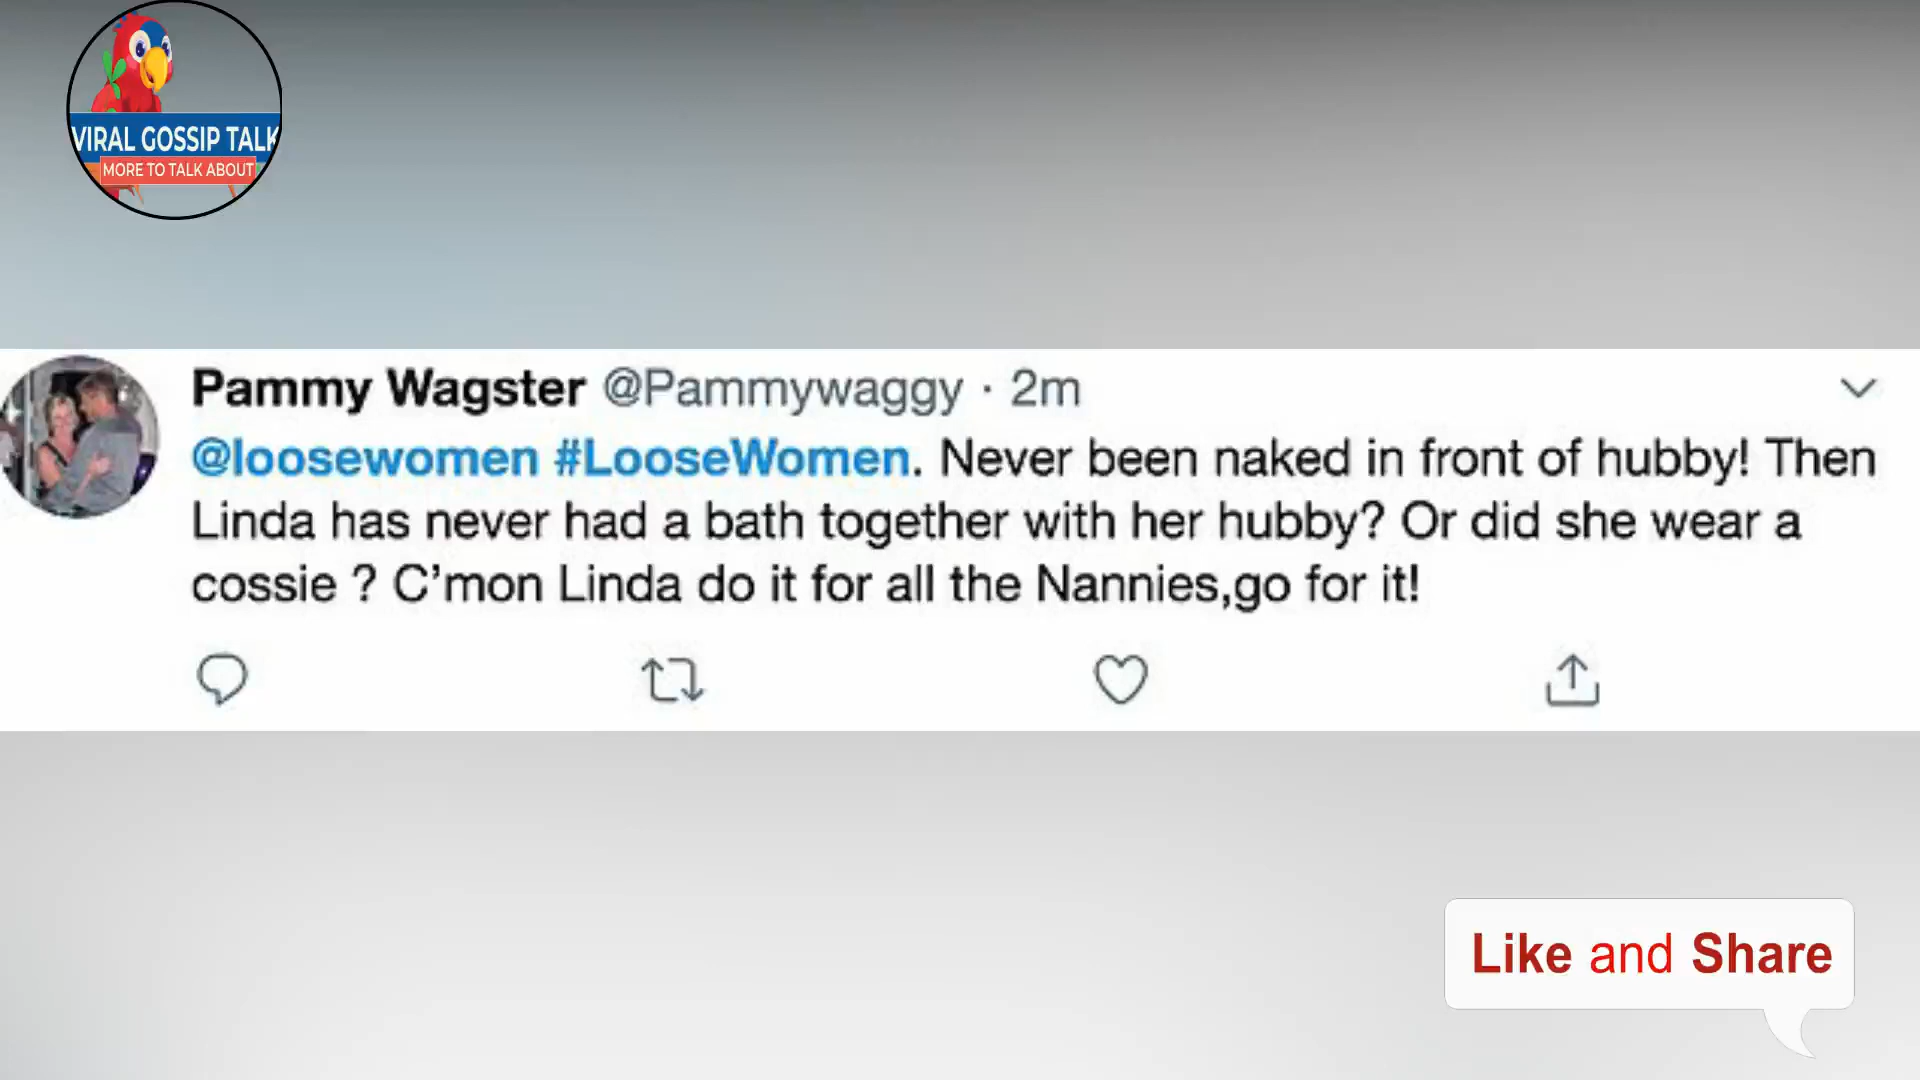 VIRAL GOSSIP TALK
MORE TO TALK ABOUT
Pammy Wagster @Pammywaggy · 2m
@loosewomen #LooseWomen. Never been naked in front of hubby! Then
Linda has never had a bath together with her hubby? Or did she wear a
cossie ? C’mon Linda do it for all the Nannies,go for it!
Like and Share